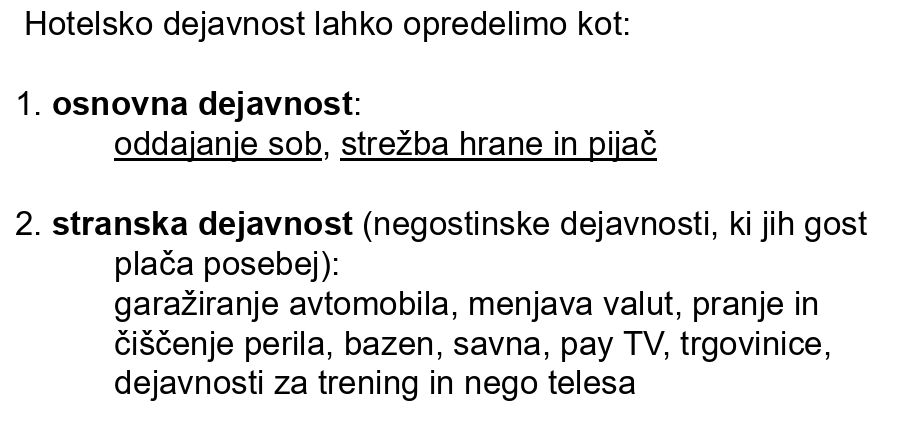 Hotelsko dejavnost lahko opredelimo kot:
1. osnovna dejavnost:
oddajanje sob, strežba hrane in pijač
2. stranska dejavnost (negostinske dejavnosti, ki jih gost
plača posebej):
garažiranje avtomobila, menjava valut, pranje in
čiščenje perila, bazen, savna, pay TV, trgovinice,
dejavnosti za trening in nego telesa